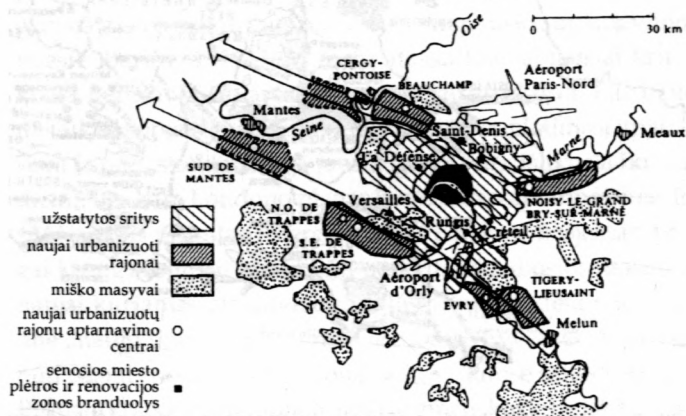 0 30 km
Oise
CERGY-
PONTOISE
BEAUCHAMP
Aéroport
Paris-Nord
Mantes
Seine
Saint-Denis
Bobigny
Marne
Meaux
La Défense
SUD DE
MANTES
Versailles
N.O. DE
TRAPPES
NOISY-LE-GRAND
BRY-SUR-MARNE
Rungis
Créteil
S.E. DE
TRAPPES
Aéroport
d'Orly
EVRY
TIGERY-
LIEUSAINT
Melun
užstatytos sritys
naujai urbanizuoti
rajonai
miško masyvai
naujai urbanizuotų
rajonų aptarnavimo
centrai
senosios miesto
plėtros ir renovacijos
zonos branduolys